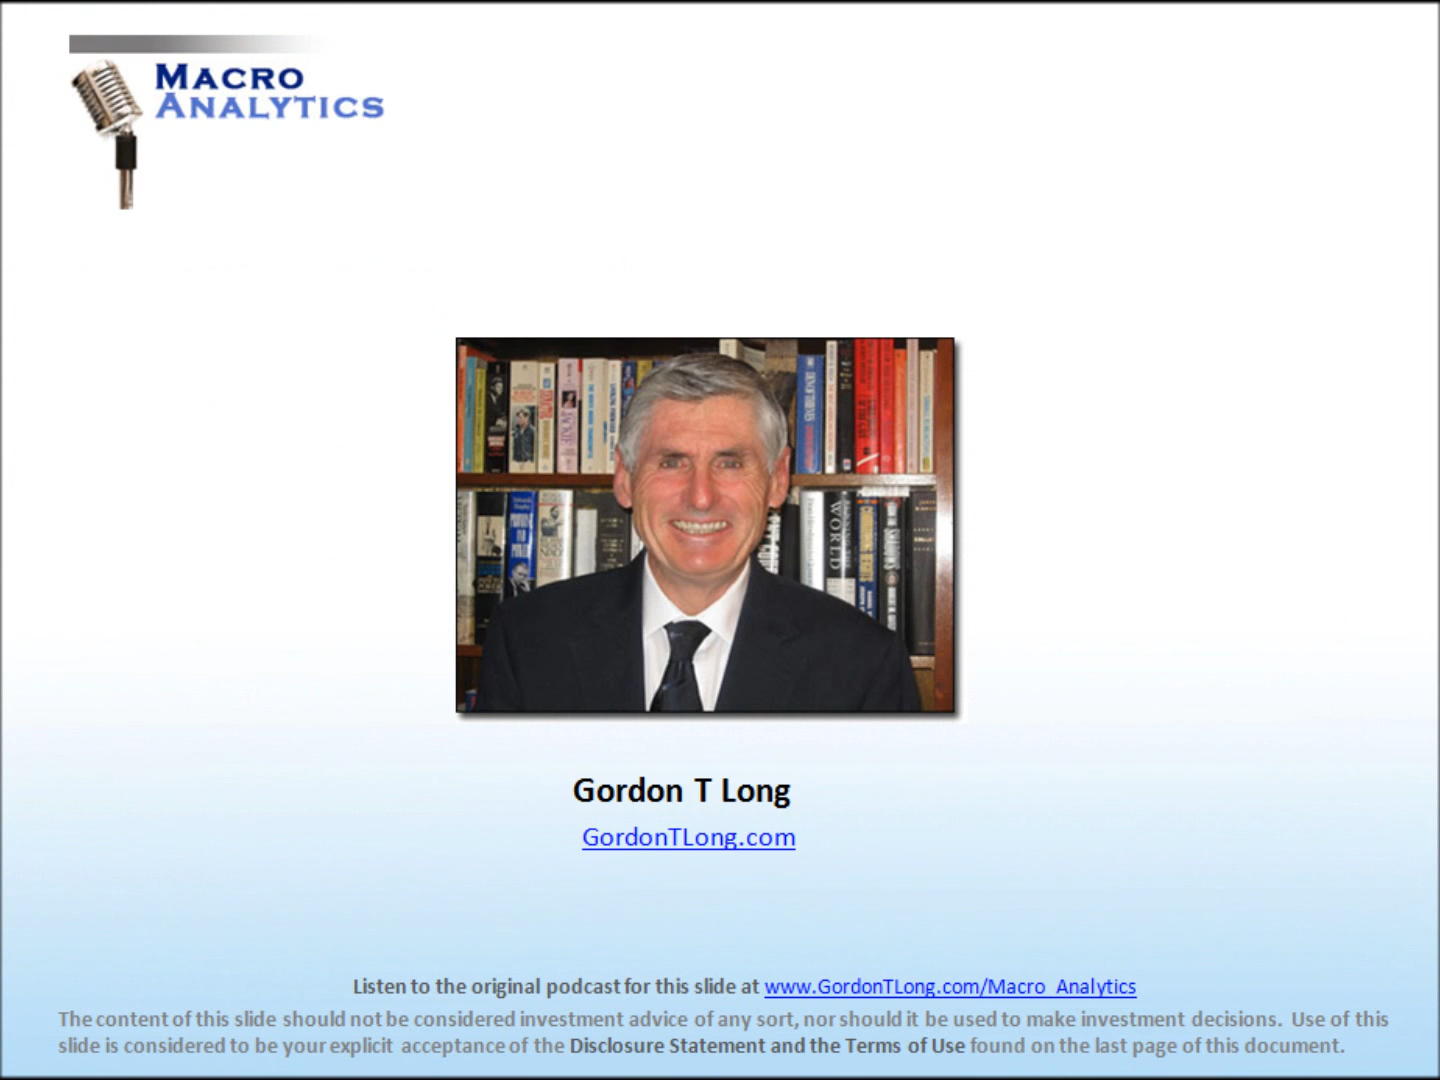 MACRO
ANALYTICS
JACKIE
WORLD
Gordon T Long
GordonTLong.com
Listen to the original podcast for this slide at www.GordonTLong.com/Macro_Analytics
The content of this slide should not be considered investment advice of any sort, nor should it be used to make investment decisions. Use of this
slide is considered to be your explicit acceptance of the Disclosure Statement and the Terms of Use found on the last page of this document.